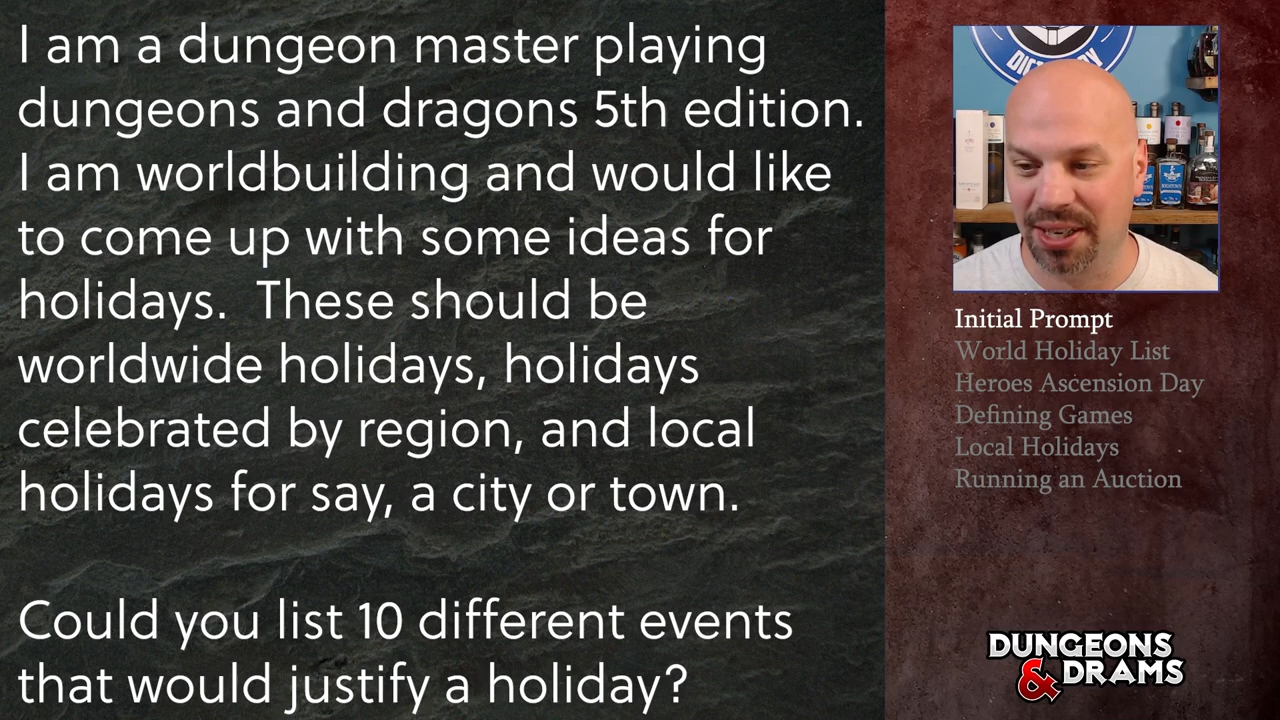 I am a dungeon master playing
dungeons and dragons 5th edition.
I am worldbuilding and would like
to come up with some ideas for
holidays.  These should be
worldwide holidays, holidays
celebrated by region, and local
holidays for say, a city or town.
Could you list 10 different events
that would justify a holiday?
Initial Prompt
World Holiday List
Heroes Ascension Day
Defining Games
Local Holidays
Running an Auction
DUNGEONS
& DRAMS